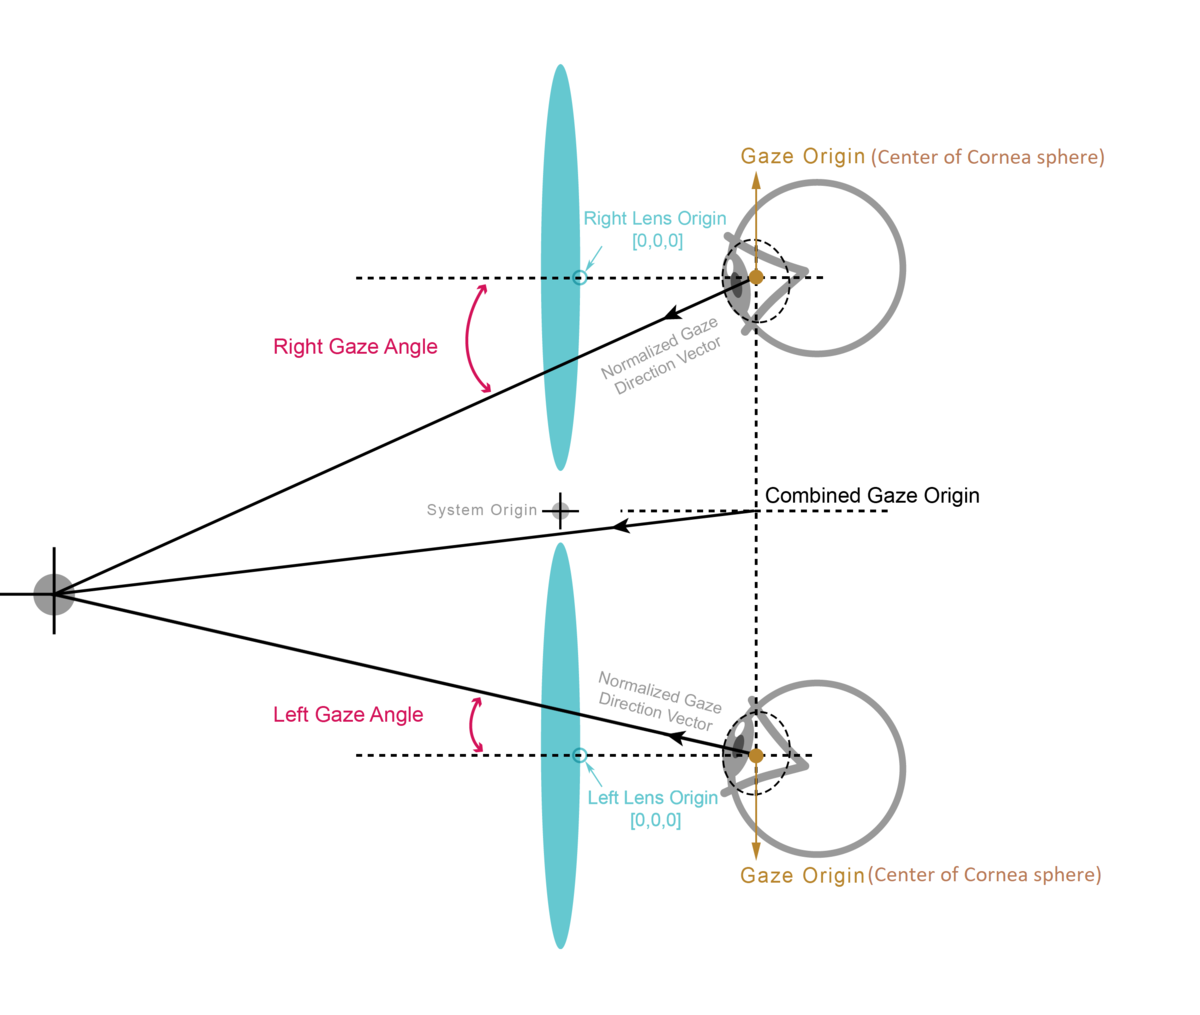 Gaze Origin (Center of Cornea sphere)
Right Lens Origin
[0,0,0]
Right Gaze Angle
Normalized Gaze
Direction Vector
Combined Gaze Origin
System Origin
Normalized Gaze
Direction Vector
Left Gaze Angle
Left Lens Origin
[0,0,0]
Gaze Origin (Center of Cornea sphere)